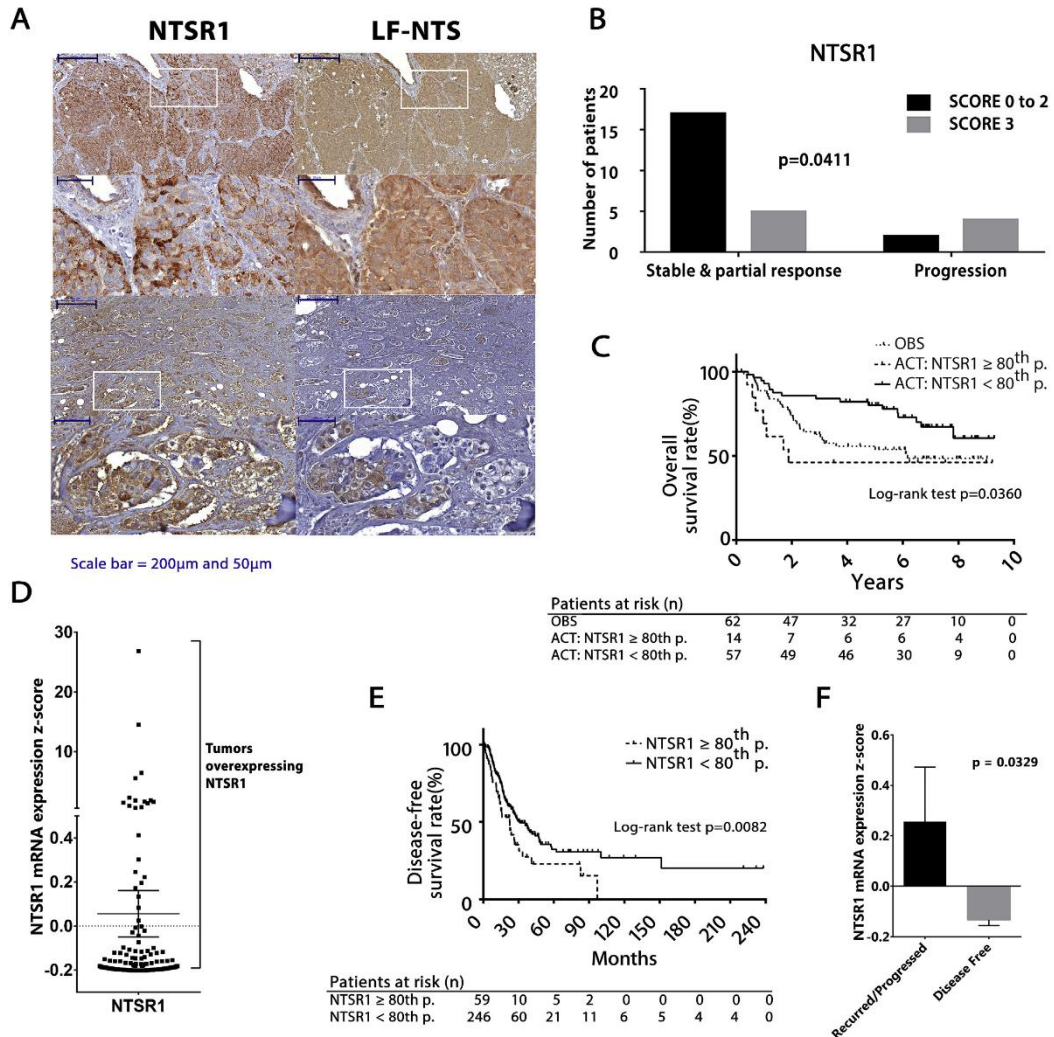 A
NTSR1
LF-NTS
Scale bar = 200µm and 50µm
B
NTSR1
Number of patients
20
15
10
5
0
SCORE 0 to 2
SCORE 3
p=0.0411
Stable & partial response
Progression
C
OBS
ACT: NTSR1 ≥ 80th p.
ACT: NTSR1 < 80th p.
Overall
survival rate(%)
100
50
0
Log-rank test p=0.0360
0 2 4 6 8 10
Years
Patients at risk (n)
OBS 62 47 32 27 10 0
ACT: NTSR1 ≥ 80th p. 14 7 6 6 4 0
ACT: NTSR1 < 80th p. 57 49 46 30 9 0
D
NTSR1 mRNA expression z-score
30
20
10
0.4
0.2
0.0
-0.2
Tumors
overexpressing
NTSR1
NTSR1
E
NTSR1 ≥ 80th p.
NTSR1 < 80th p.
Disease-free
survival rate(%)
100
50
0
Log-rank test p=0.0082
0 30 60 90 120 150 180 210 240
Months
Patients at risk (n)
NTSR1 ≥ 80th p. 59 10 5 2 0 0 0 0 0
NTSR1 < 80th p. 246 60 21 11 6 5 4 4 0
F
NTSR1 mRNA expression z-score
0.6
0.4
0.2
0.0
-0.2
p = 0.0329
Recurred/Progressed
Disease Free